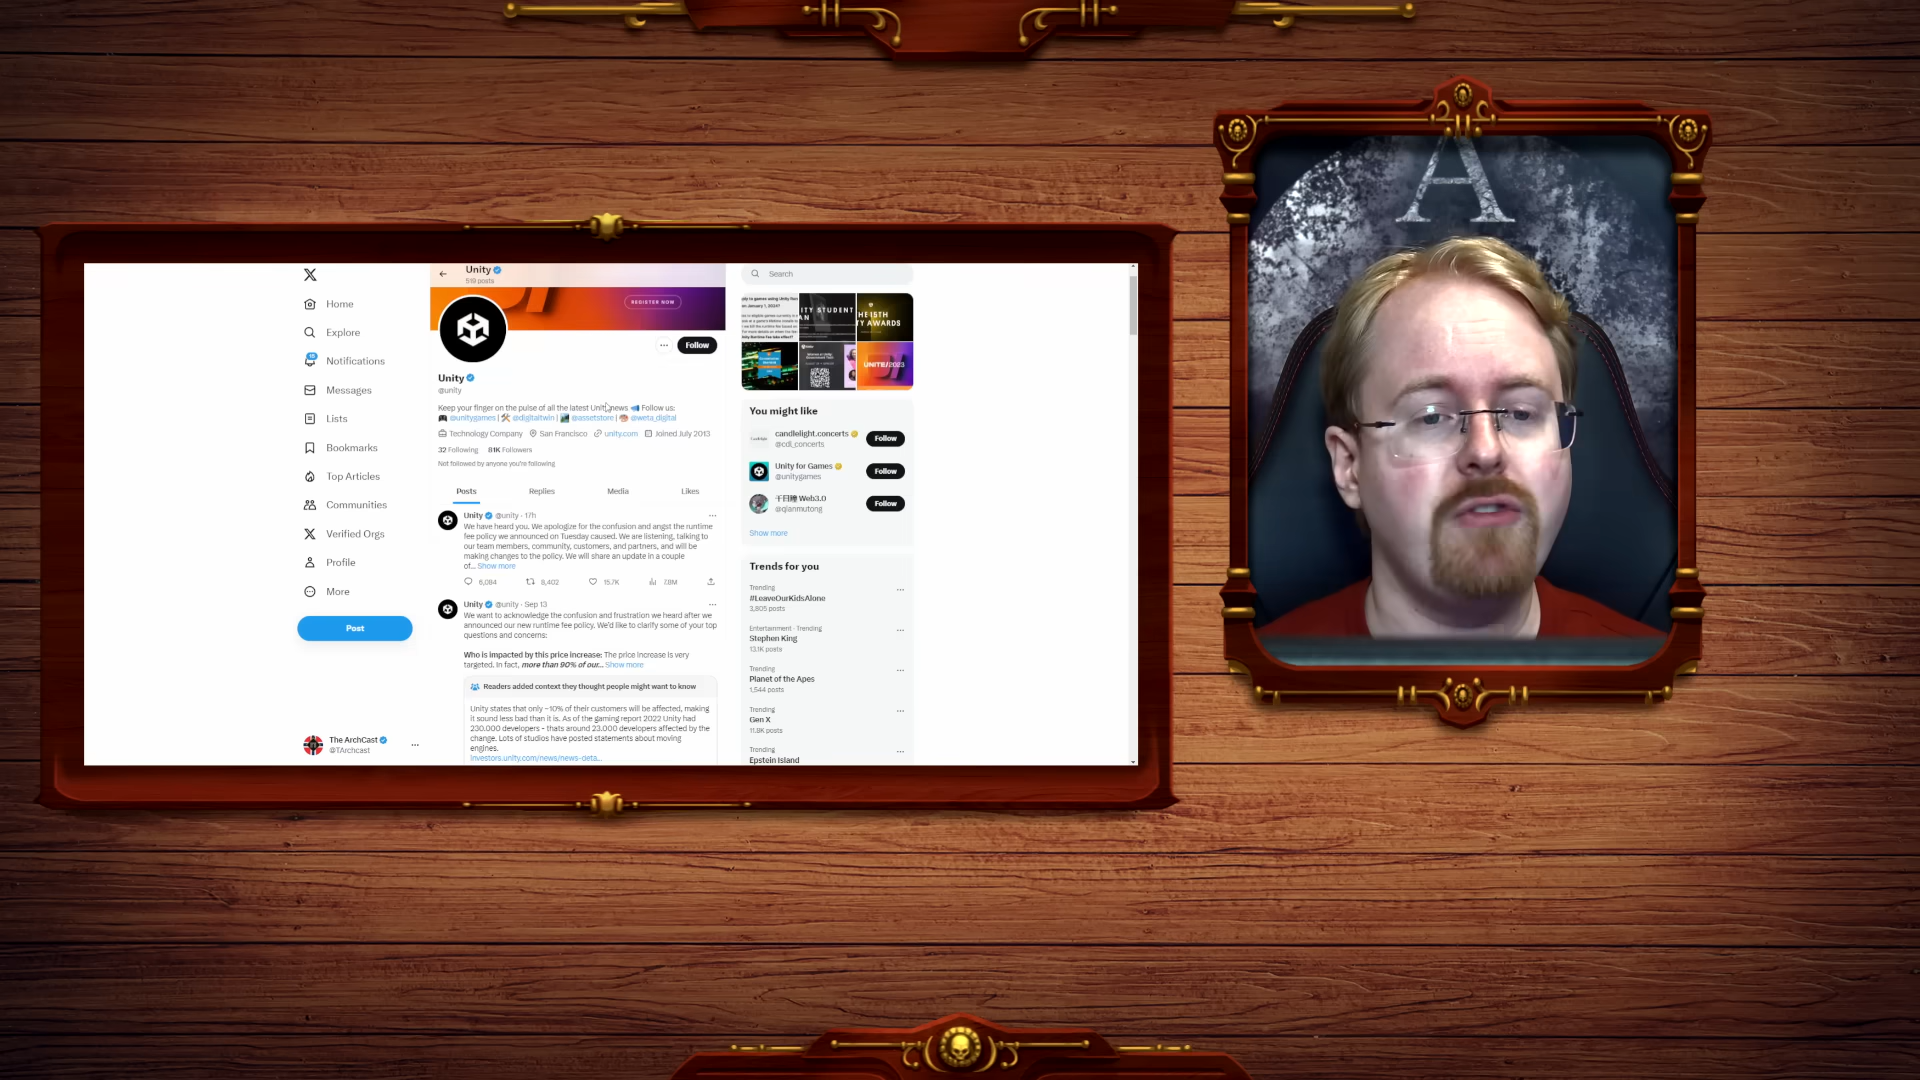 Home
Explore
18
Notifications
Messages
Lists
Bookmarks
Top Articles
Communities
Verified Orgs
Profile
More
Post
The ArchCast
@TArchcast
Unity
519 posts
REGISTER NOW
Follow
Unity
@unity
Keep your finger on the pulse of all the latest Unity news Follow us:
@unitygames | @digitaltwin | @assetstore | @weta_digital
Technology Company San Francisco unity.com Joined July 2013
32 Following 81K Followers
Not followed by anyone you're following
Posts Replies Media Likes
Unity @unity · 17h
We have heard you. We apologize for the confusion and angst the runtime
fee policy we announced on Tuesday caused. We are listening, talking to
our team members, community, customers, and partners, and will be
making changes to the policy. We will share an update in a couple
of... Show more
6,084 8,402 15.7K 7.8M
Unity @unity · Sep 13
We want to acknowledge the confusion and frustration we heard after we
announced our new runtime fee policy. We'd like to clarify some of your top
questions and concerns:
Who is impacted by this price increase: The price increase is very
targeted. In fact, more than 90% of our... Show more
Readers added context they thought people might want to know
Unity states that only ~10% of their customers will be affected, making
it sound less bad than it is. As of the gaming report 2022 Unity had
230.000 developers - thats around 23.000 developers affected by the
change. Lots of studios have posted statements about moving
engines.
investors.unity.com/news/news-deta...
Search
ITY STUDENT
AN
HE 15TH
TY AWARDS
UNITE/2023
You might like
candlelight.concerts
@cdl_concerts
Follow
Unity for Games
@unitygames
Follow
千日瞳 Web3.0
@qianmutong
Follow
Show more
Trends for you
Trending
#LeaveOurKidsAlone
3,805 posts
Entertainment · Trending
Stephen King
13.1K posts
Trending
Planet of the Apes
1,544 posts
Trending
Gen X
11.8K posts
Trending
Epstein Island
A